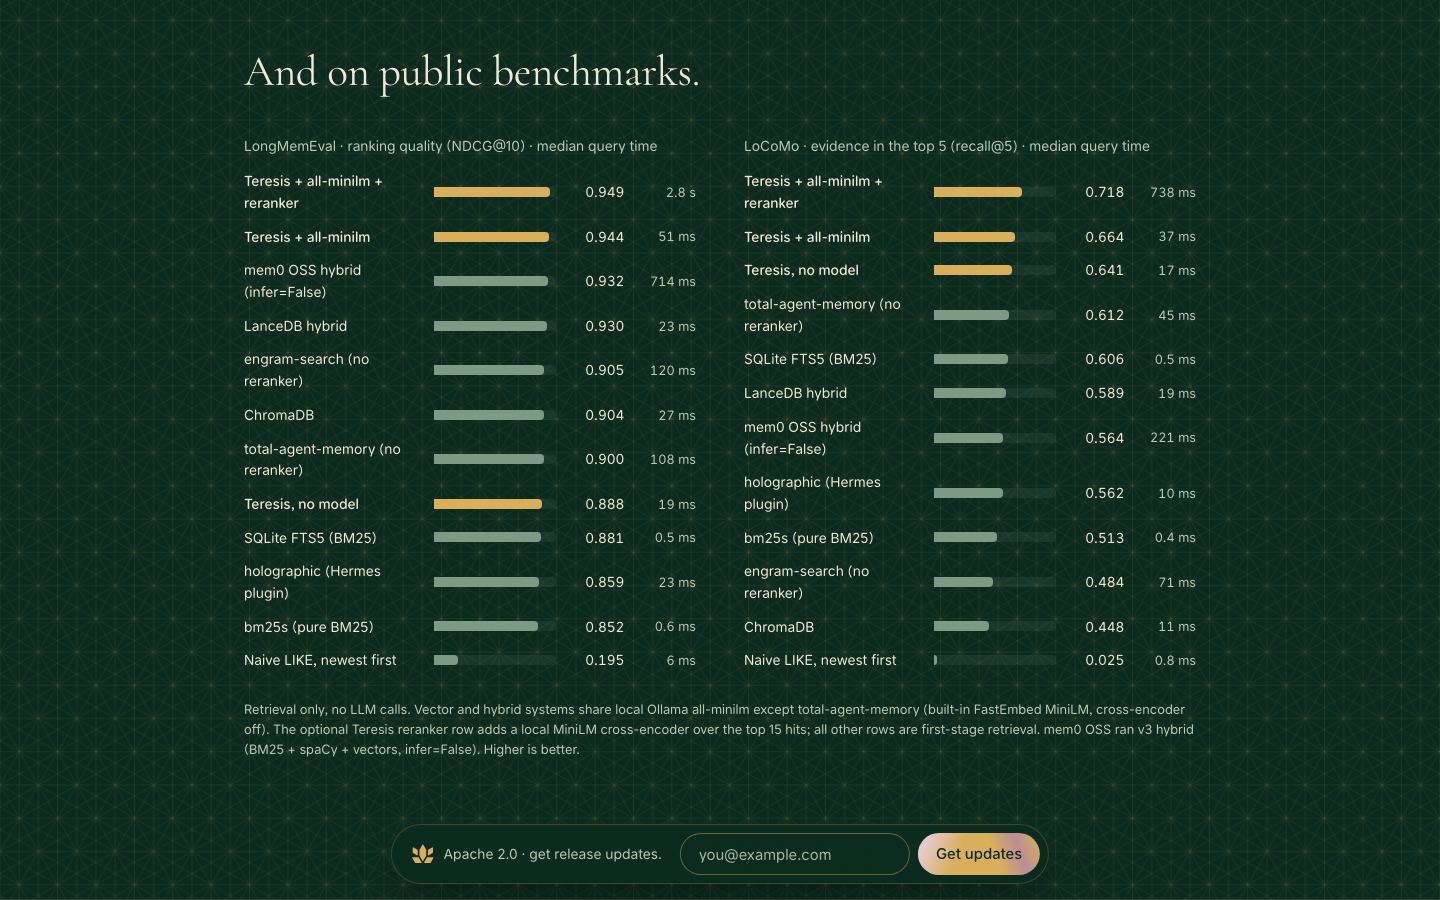 And on public benchmarks.
LongMemEval · ranking quality (NDCG@10) · median query time
Teresis + all-minilm +
reranker
0.949 2.8 s
Teresis + all-minilm 0.944 51 ms
mem0 OSS hybrid
(infer=False)
0.932 714 ms
LanceDB hybrid 0.930 23 ms
engram-search (no
reranker)
0.905 120 ms
ChromaDB 0.904 27 ms
total-agent-memory (no
reranker)
0.900 108 ms
Teresis, no model 0.888 19 ms
SQLite FTS5 (BM25) 0.881 0.5 ms
holographic (Hermes
plugin)
0.859 23 ms
bm25s (pure BM25) 0.852 0.6 ms
Naive LIKE, newest first 0.195 6 ms
LoCoMo · evidence in the top 5 (recall@5) · median query time
Teresis + all-minilm +
reranker
0.718 738 ms
Teresis + all-minilm 0.664 37 ms
Teresis, no model 0.641 17 ms
total-agent-memory (no
reranker)
0.612 45 ms
SQLite FTS5 (BM25) 0.606 0.5 ms
LanceDB hybrid 0.589 19 ms
mem0 OSS hybrid
(infer=False)
0.564 221 ms
holographic (Hermes
plugin)
0.562 10 ms
bm25s (pure BM25) 0.513 0.4 ms
engram-search (no
reranker)
0.484 71 ms
ChromaDB 0.448 11 ms
Naive LIKE, newest first 0.025 0.8 ms
Retrieval only, no LLM calls. Vector and hybrid systems share local Ollama all-minilm except total-agent-memory (built-in FastEmbed MiniLM, cross-encoder
off). The optional Teresis reranker row adds a local MiniLM cross-encoder over the top 15 hits; all other rows are first-stage retrieval. mem0 OSS ran v3 hybrid
(BM25 + spaCy + vectors, infer=False). Higher is better.
Apache 2.0 · get release updates. you@example.com Get updates